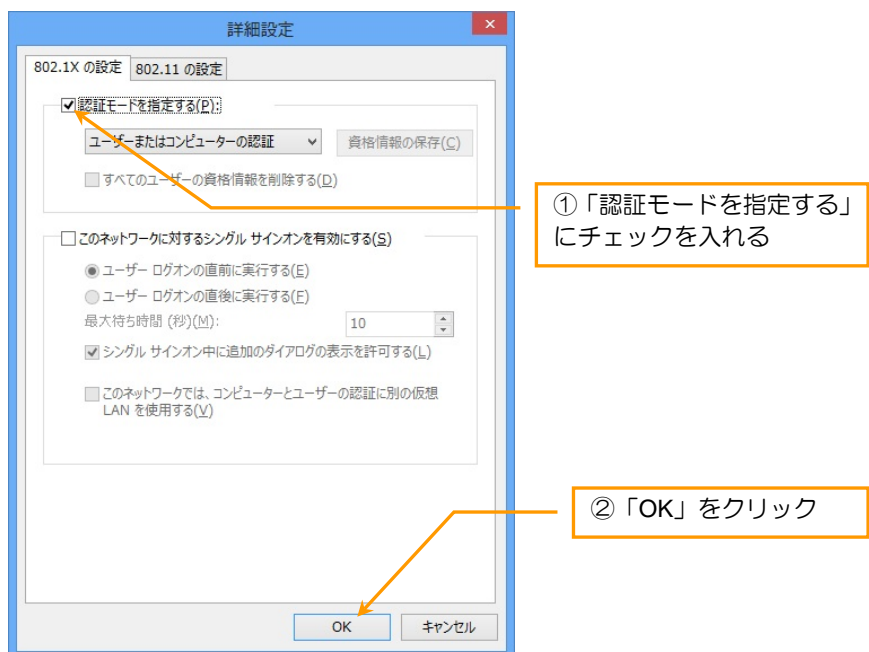 詳細設定
802.1X の設定 802.11 の設定
認証モードを指定する(P):
ユーザーまたはコンピューターの認証 資格情報の保存(C)
すべてのユーザーの資格情報を削除する(D)
①「認証モードを指定する」
にチェックを入れる
このネットワークに対するシングル サインオンを有効にする(S)
ユーザー ログオンの直前に実行する(E)
ユーザー ログオンの直後に実行する(F)
最大待ち時間 (秒)(M): 10
シングル サインオン中に追加のダイアログの表示を許可する(L)
このネットワークでは、コンピューターとユーザーの認証に別の仮想
LAN を使用する(V)
②「OK」をクリック
OK キャンセル